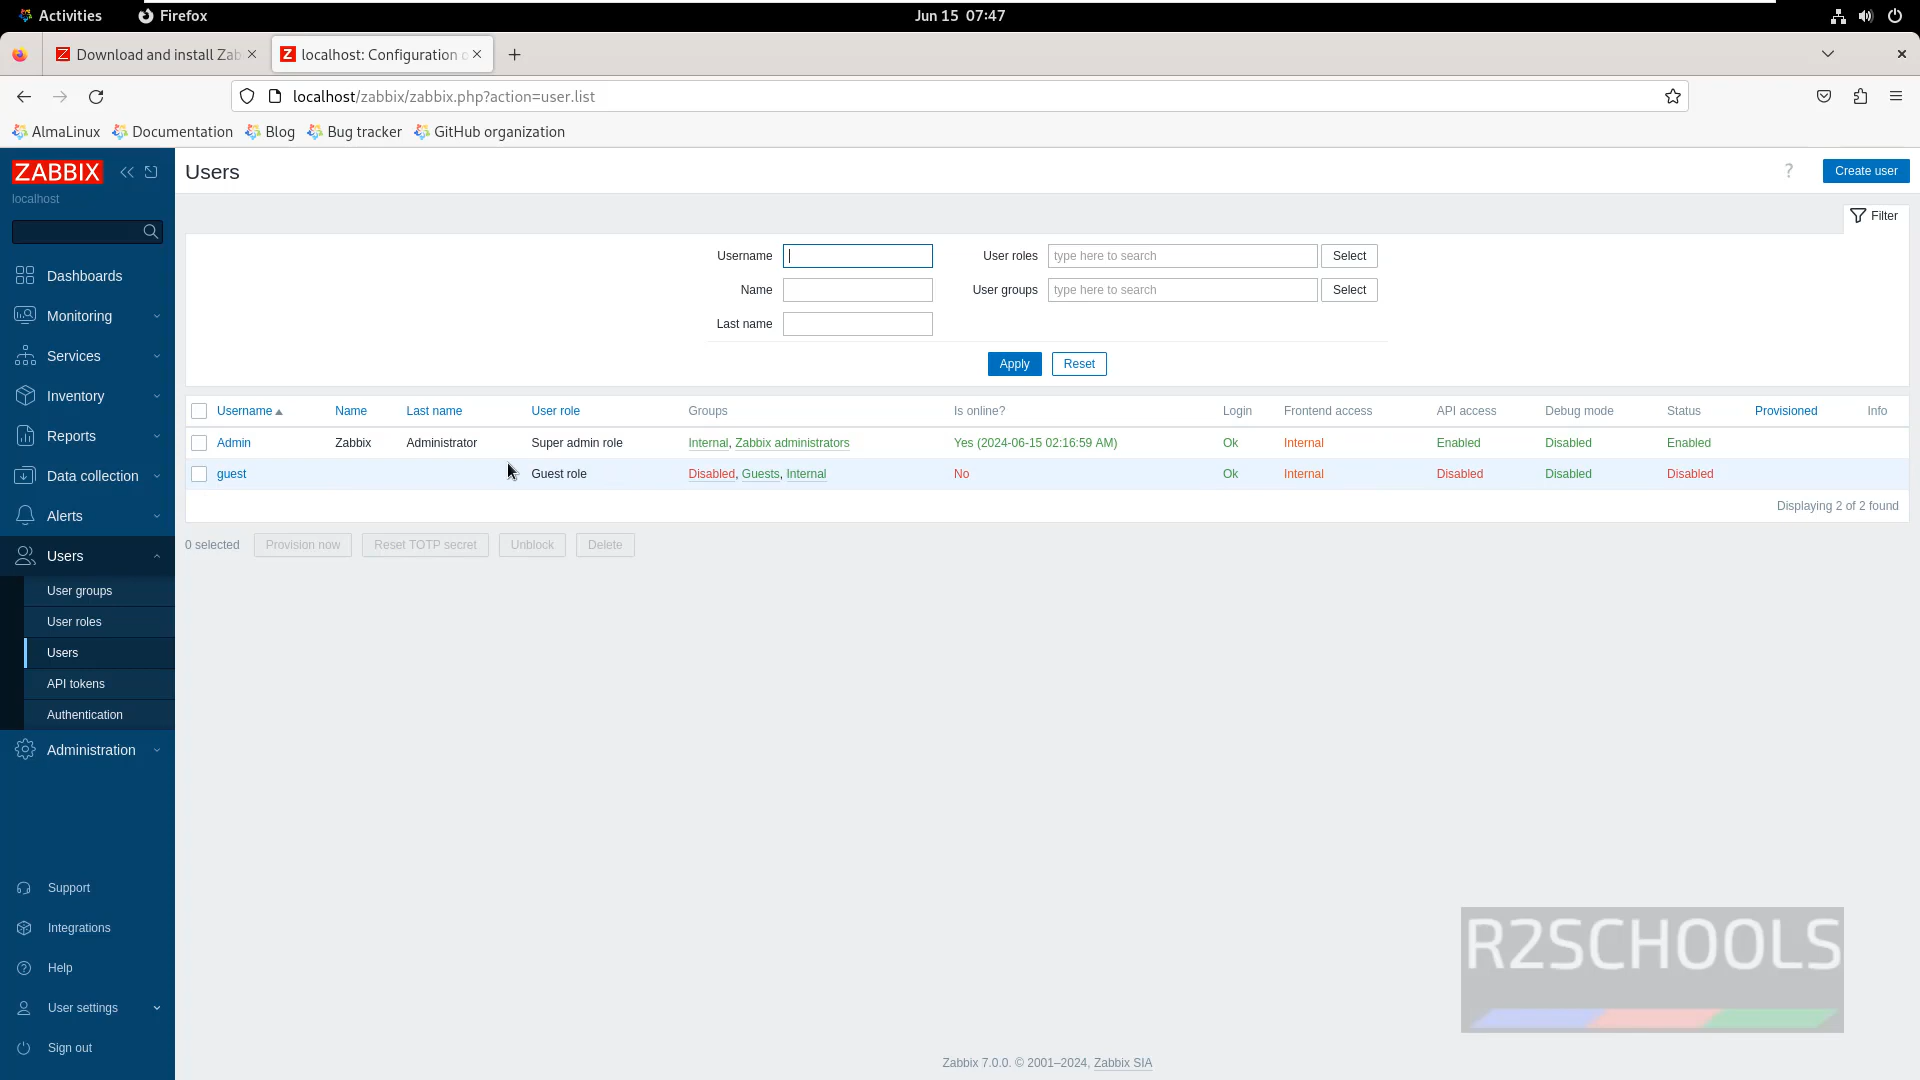 Activities Firefox Jun 15 07:47
Download and install Zab localhost: Configuration o
localhost/zabbix/zabbix.php?action=user.list
AlmaLinux Documentation Blog Bug tracker GitHub organization
ZABBIX
localhost
Dashboards
Monitoring
Services
Inventory
Reports
Data collection
Alerts
Users
User groups
User roles
Users
API tokens
Authentication
Administration
Support
Integrations
Help
User settings
Sign out
Users ? Create user
Filter
Username User roles type here to search Select
Name User groups type here to search Select
Last name
Apply Reset
Username Name Last name User role Groups Is online? Login Frontend access API access Debug mode Status Provisioned Info
Admin Zabbix Administrator Super admin role Internal, Zabbix administrators Yes (2024-06-15 02:16:59 AM) Ok Internal Enabled Disabled Enabled
guest Guest role Disabled, Guests, Internal No Ok Internal Disabled Disabled Disabled
Displaying 2 of 2 found
0 selected Provision now Reset TOTP secret Unblock Delete
R2SCHOOLS
Zabbix 7.0.0. © 2001–2024, Zabbix SIA